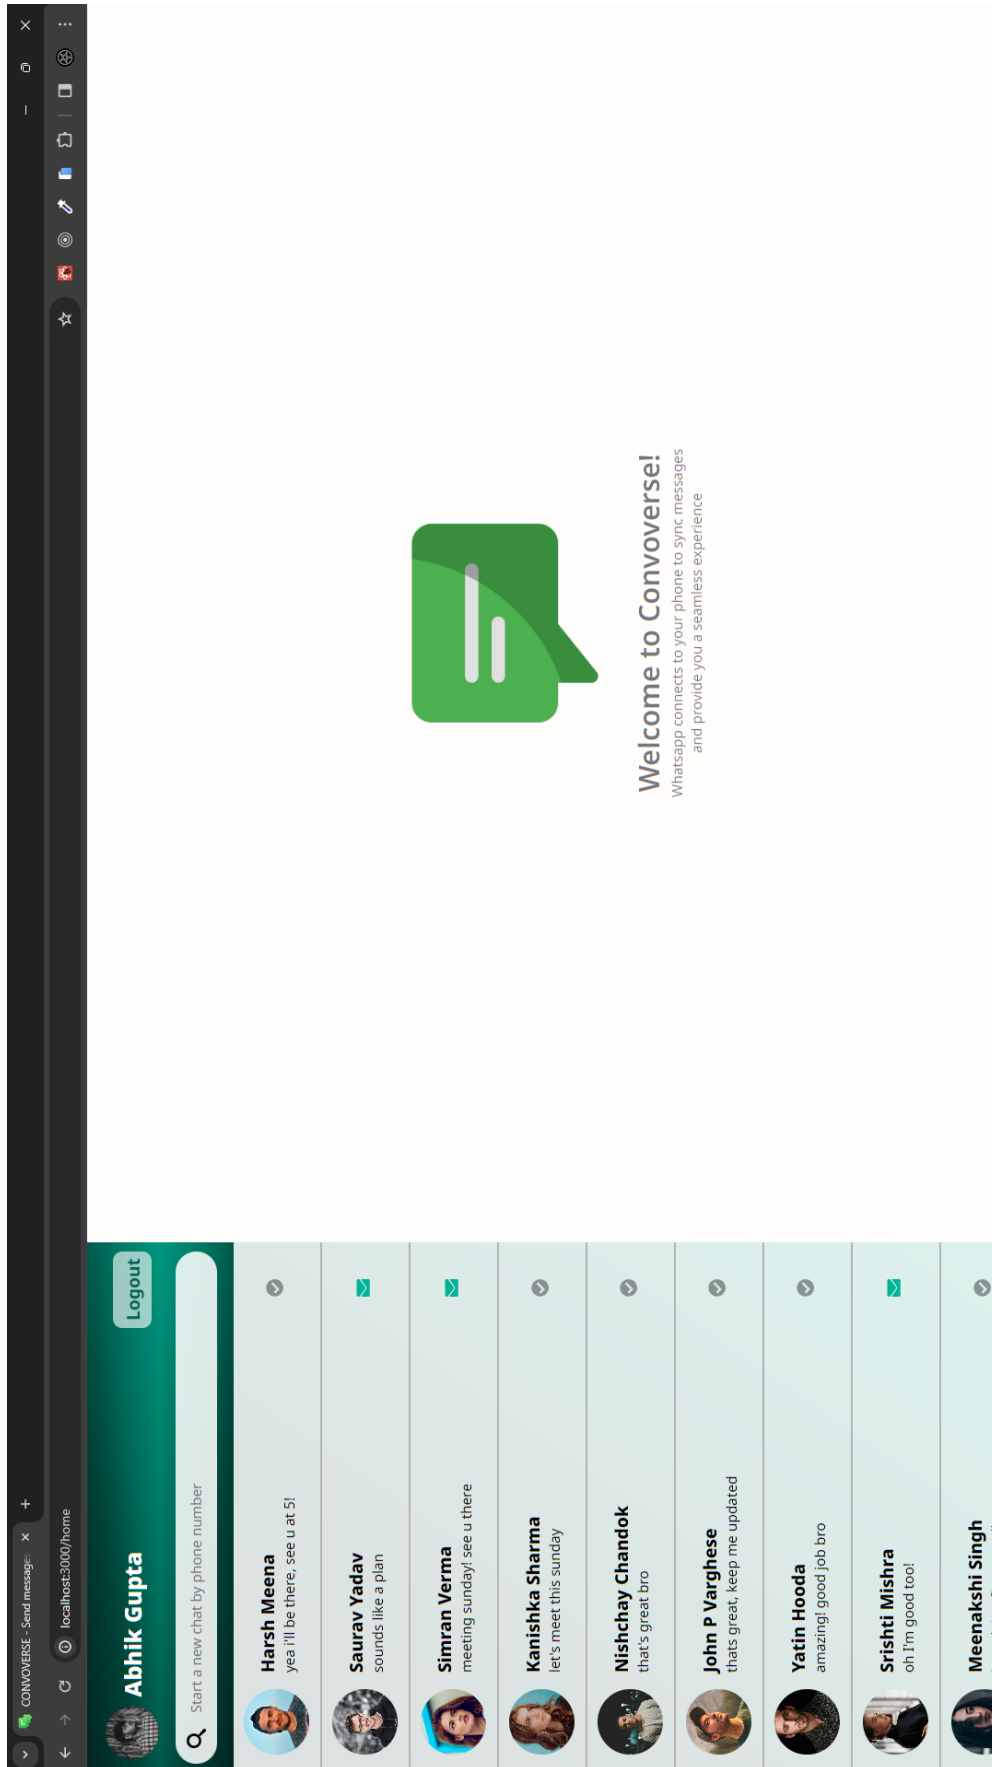 CONVOVERSE - Send message
localhost:3000/home
Abhik Gupta
Logout
Start a new chat by phone number
Harsh Meena
yea i'll be there, see u at 5!
Saurav Yadav
sounds like a plan
Simran Verma
meeting sunday! see u there
Kanishka Sharma
let's meet this sunday
Nishchay Chandok
that's great bro
John P Varghese
thats great, keep me updated
Yatin Hooda
amazing! good job bro
Srishti Mishra
oh I'm good too!
Meenakshi Singh
Welcome to Convoverse!
Whatsapp connects to your phone to sync messages
and provide you a seamless experience